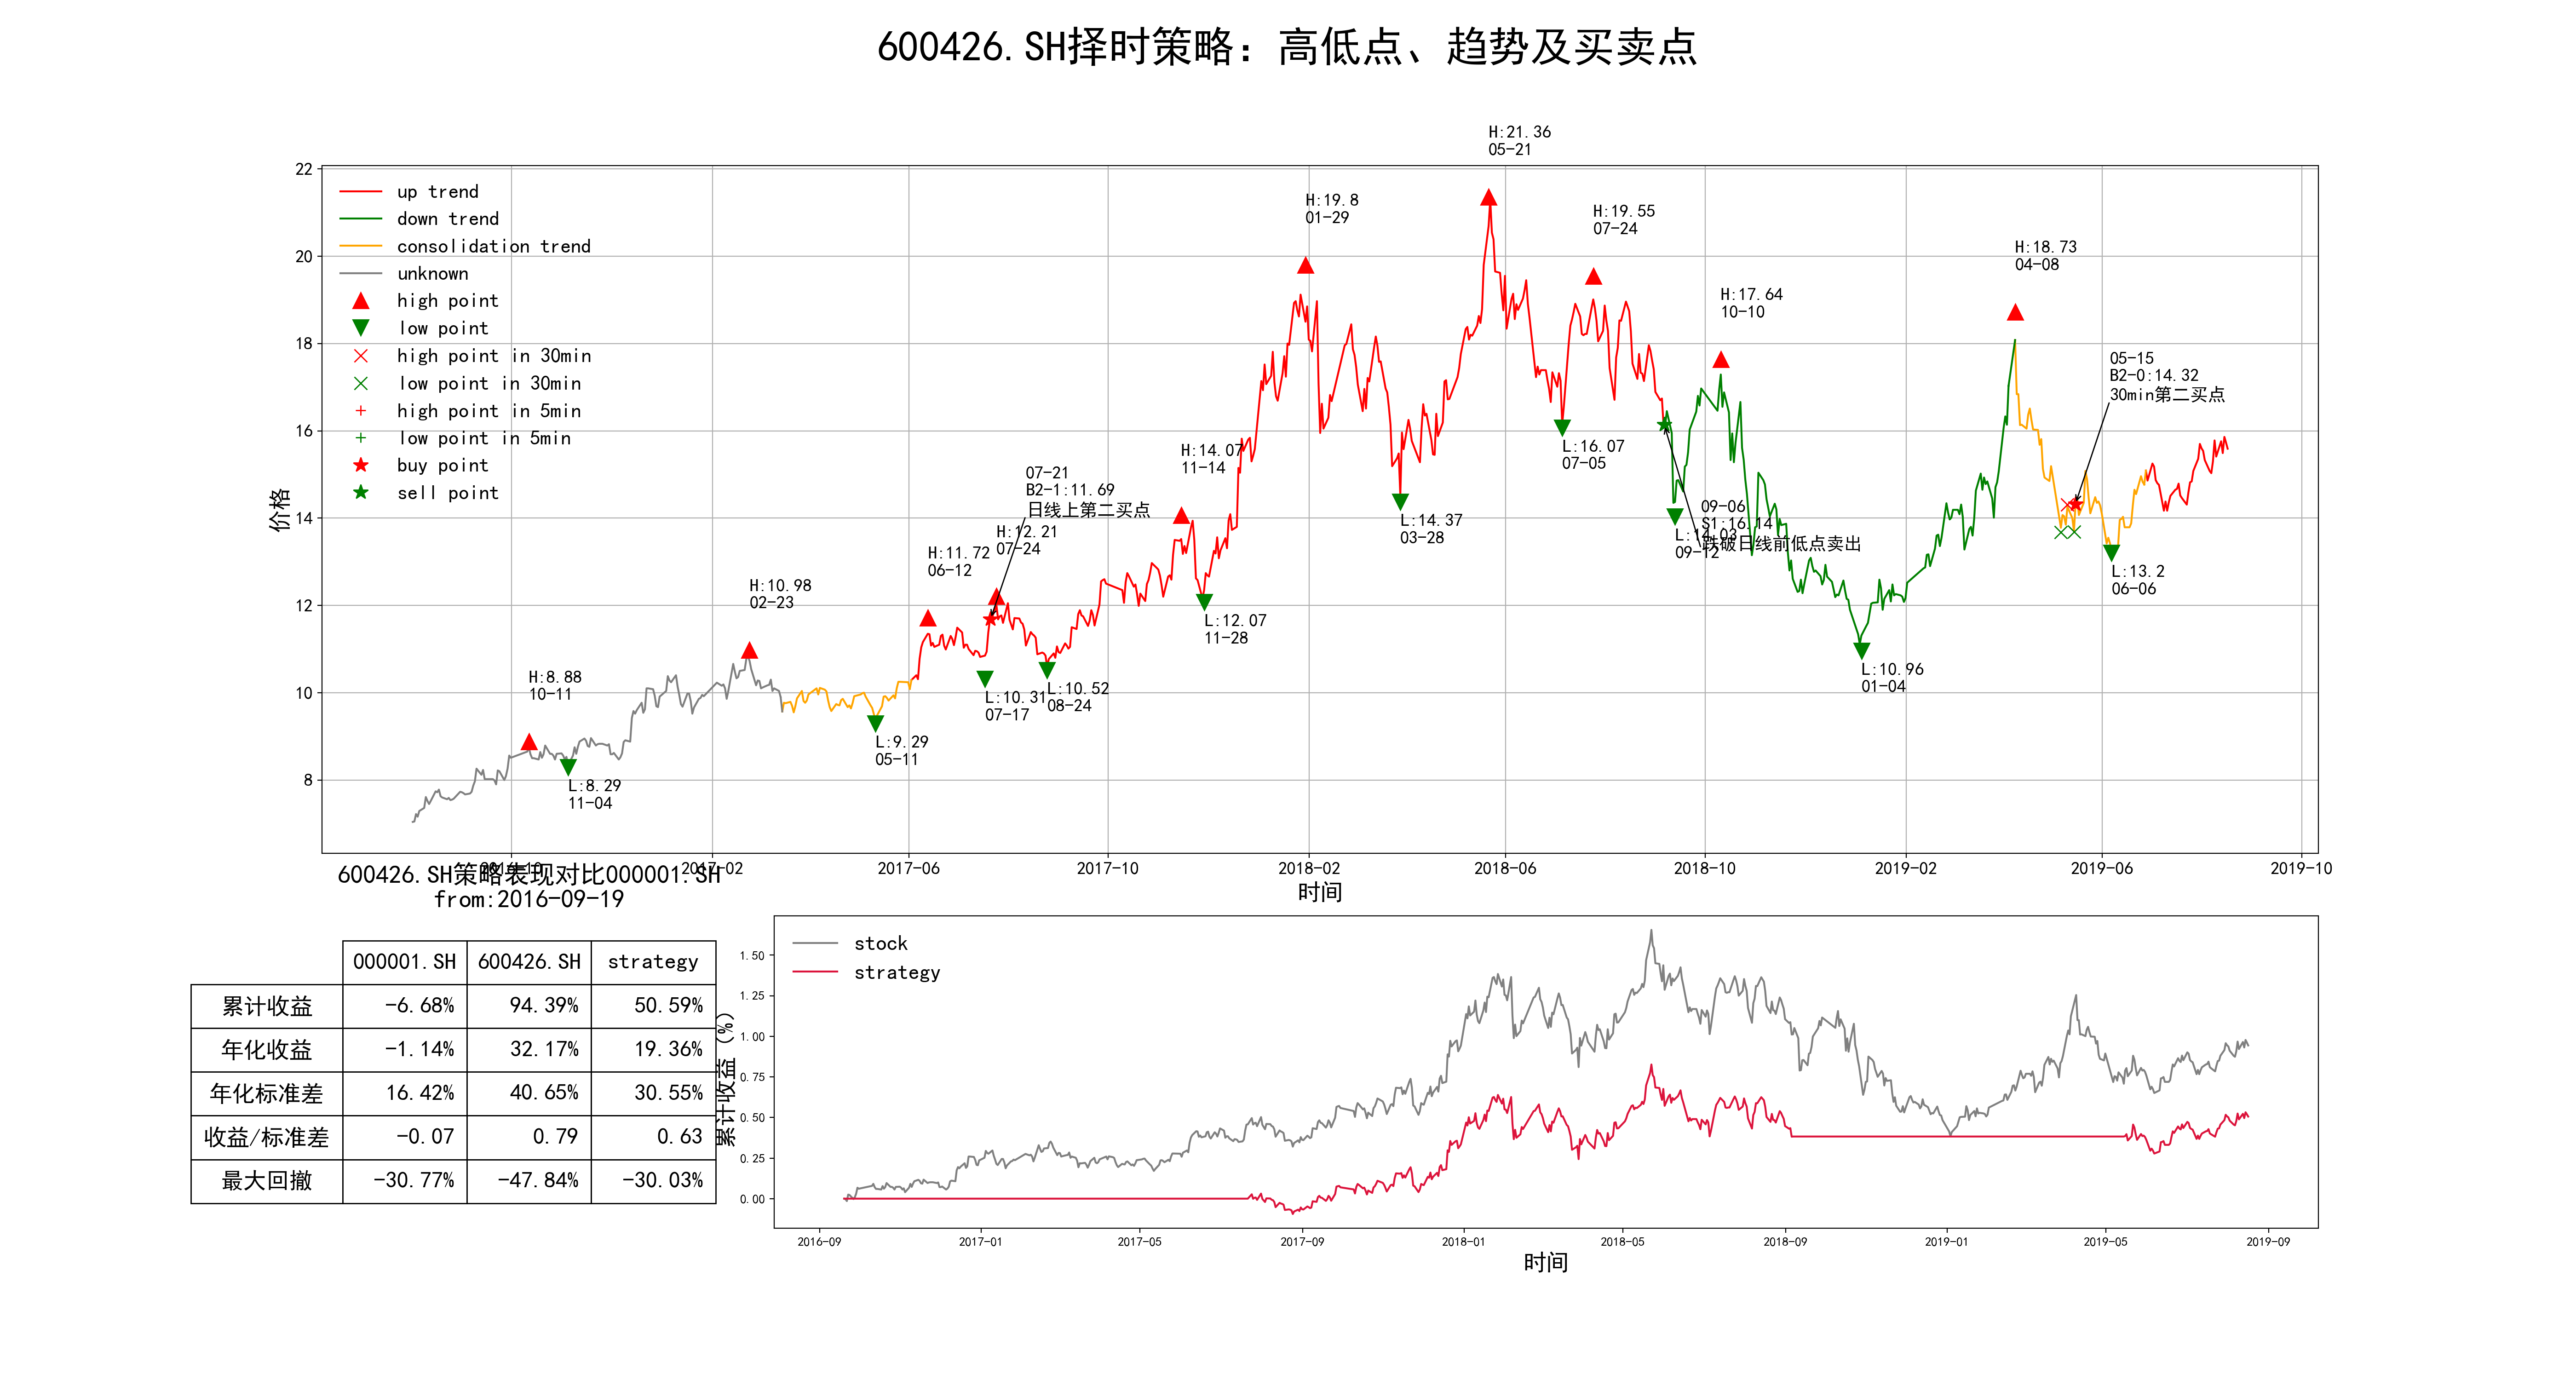 600426.SH择时策略：高低点、趋势及买卖点
H:21.36
05-21
22
20
18
16
14
12
10
8
价格
up trend
down trend
consolidation trend
unknown
high point
low point
high point in 30min
low point in 30min
high point in 5min
low point in 5min
buy point
sell point
H:8.88
10-11
L:8.29
11-04
H:10.98
02-23
L:9.29
05-11
H:11.72
06-12
L:10.31
07-17
07-21
B2-1:11.69
日线上第二买点
H:12.21
07-24
L:10.52
08-24
H:14.07
11-14
L:12.07
11-28
H:19.8
01-29
L:14.37
03-28
L:16.07
07-05
H:19.55
07-24
09-06
S1:16.14
跌破日线前低点卖出
L:14.03
09-12
H:17.64
10-10
L:10.96
01-04
H:18.73
04-08
05-15
B2-0:14.32
30min第二买点
L:13.2
06-06
2016-10
2017-02
2017-06
2017-10
2018-02
2018-06
2018-10
2019-02
2019-06
2019-10
时间
600426.SH策略表现对比000001.SH
from:2016-09-19
000001.SH 600426.SH strategy
累计收益 -6.68% 94.39% 50.59%
年化收益 -1.14% 32.17% 19.36%
年化标准差 16.42% 40.65% 30.55%
收益/标准差 -0.07 0.79 0.63
最大回撤 -30.77% -47.84% -30.03%
累计收益（%）
1.50
1.25
1.00
0.75
0.50
0.25
0.00
stock
strategy
2016-09
2017-01
2017-05
2017-09
2018-01
2018-05
2018-09
2019-01
2019-05
2019-09
时间